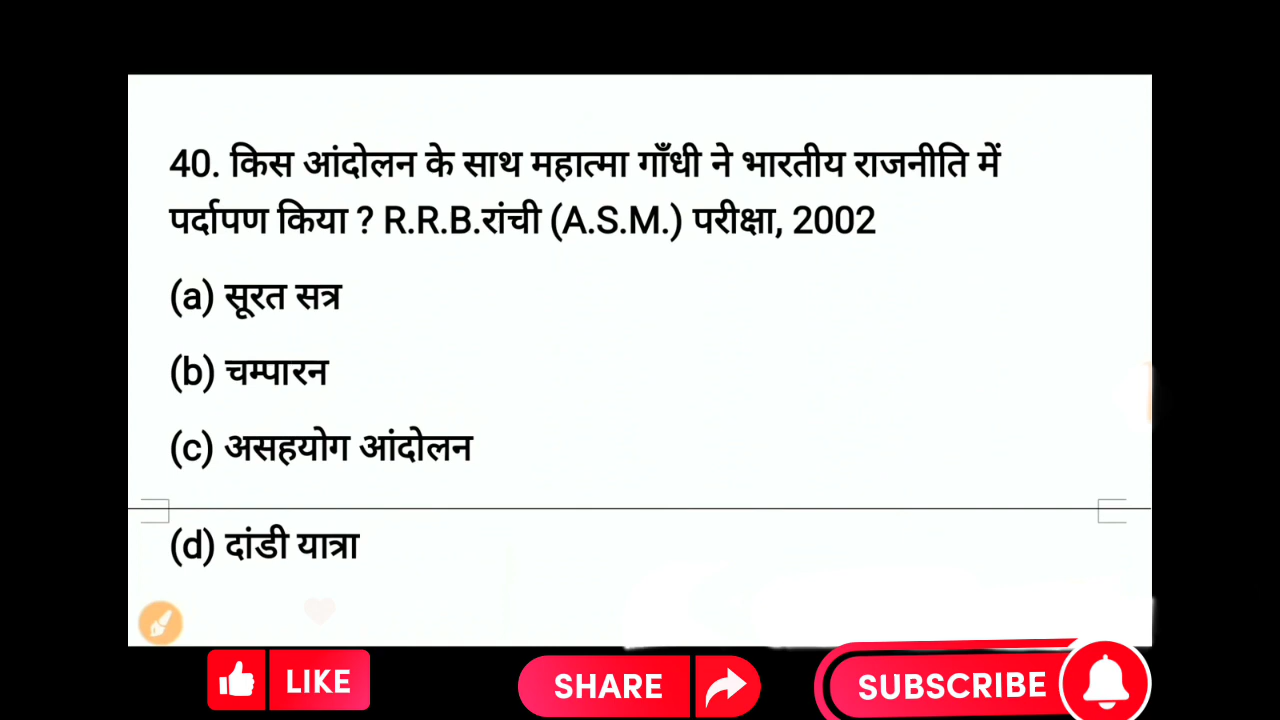 40. किस आंदोलन के साथ महात्मा गाँधी ने भारतीय राजनीति में
पर्दापण किया ? R.R.B.रांची (A.S.M.) परीक्षा, 2002
(a) सूरत सत्र
(b) चम्पारन
(c) असहयोग आंदोलन
(d) दांडी यात्रा
LIKE
SHARE
SUBSCRIBE